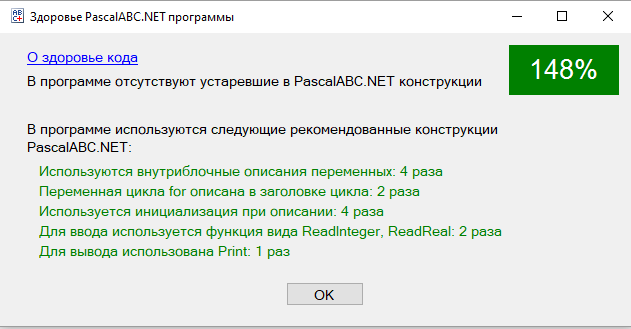 Здоровье PascalABC.NET программы
О здоровье кода
148%
В программе отсутствуют устаревшие в PascalABC.NET конструкции
В программе используются следующие рекомендованные конструкции
PascalABC.NET:
Используются внутриблочные описания переменных: 4 раза
Переменная цикла for описана в заголовке цикла: 2 раза
Используется инициализация при описании: 4 раза
Для ввода используется функция вида ReadInteger, ReadReal: 2 раза
Для вывода использована Print: 1 раз
OK